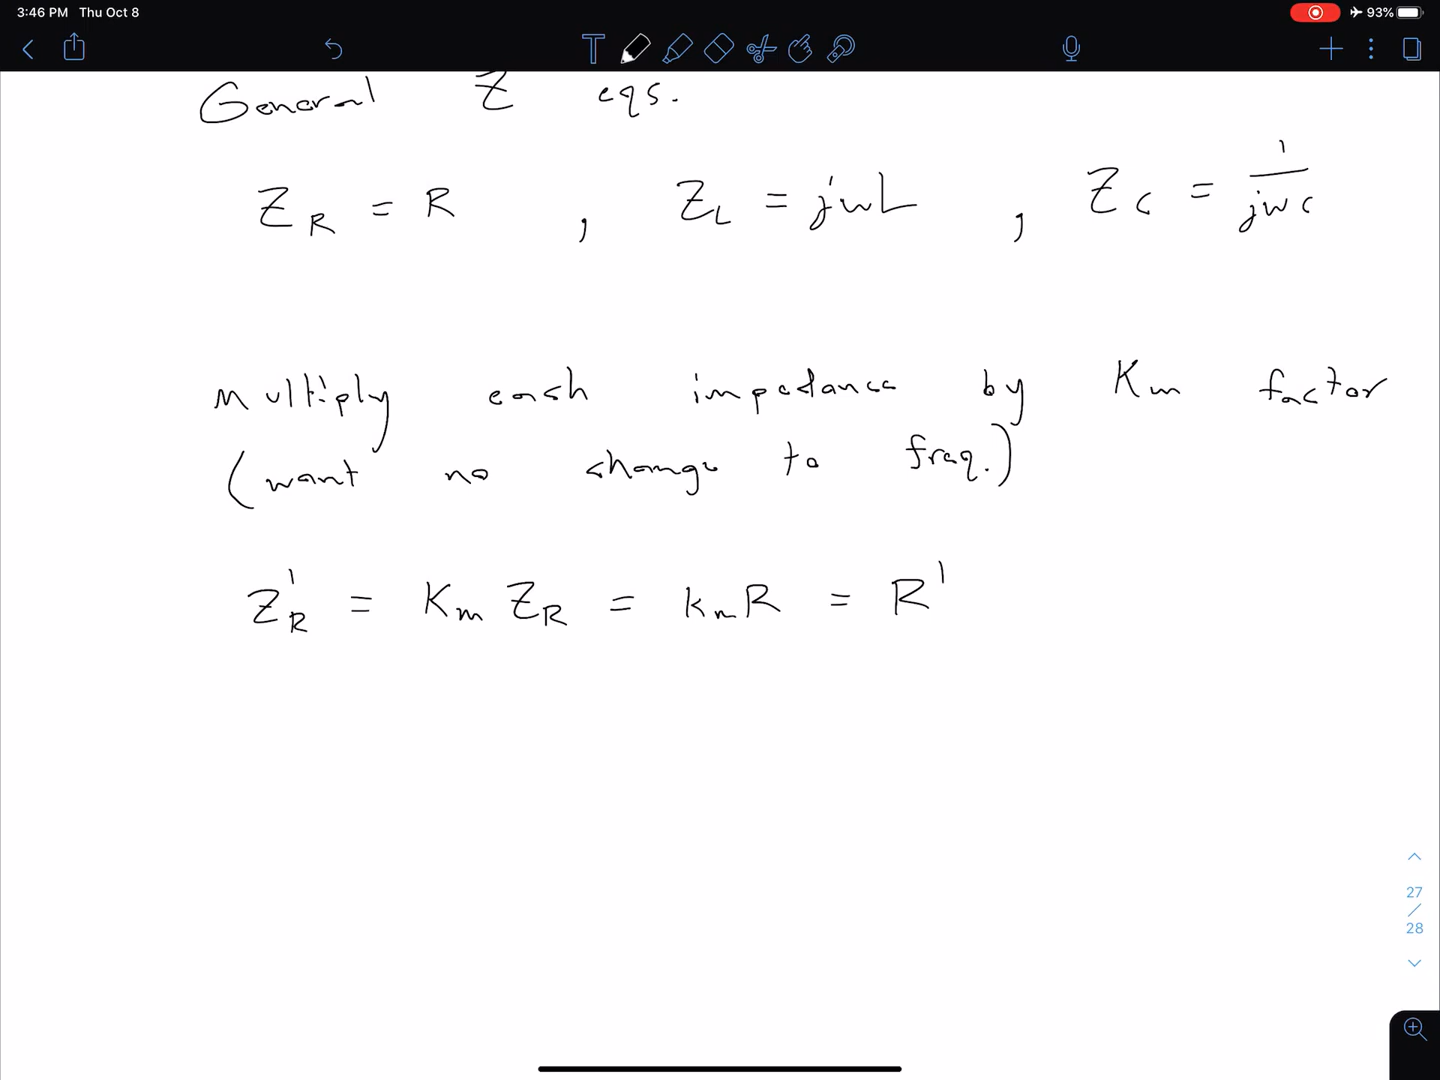 3:46 PM Thu Oct 8 93%
T
General Z eqs.
Z_R = R , Z_L = jωL , Z_C = 1/(jωC)
Multiply each impedance by Km factor
(want no change to freq.)
Z'_R = K_m Z_R = K_m R = R'
27
/
28